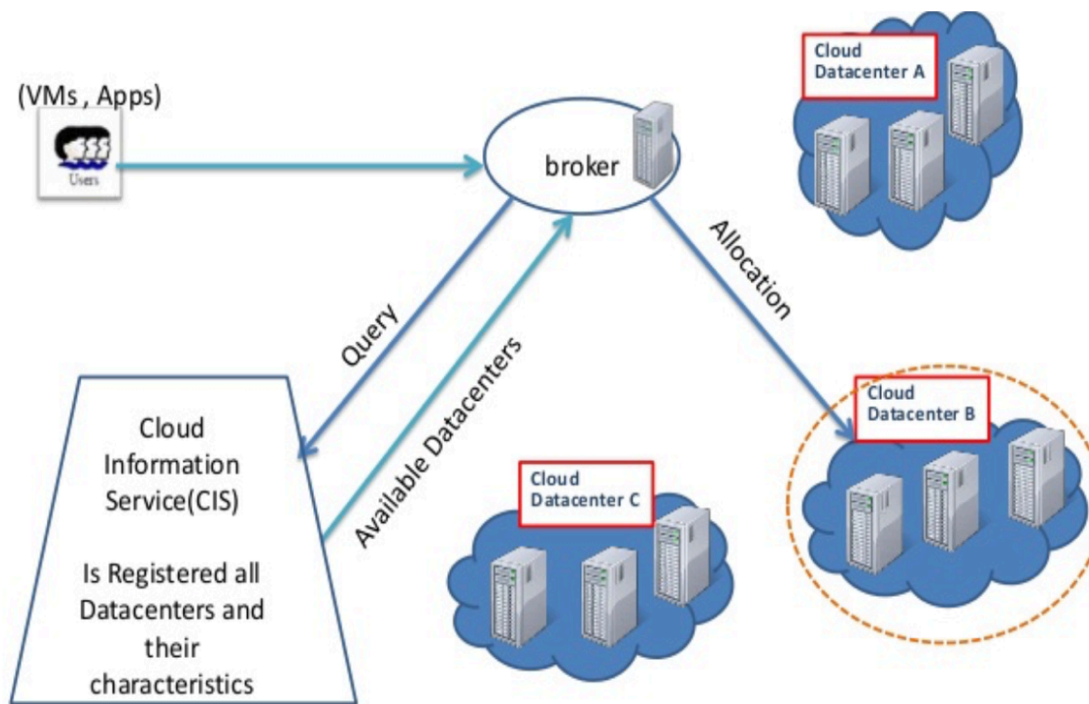 (VMs , Apps)
Users
broker
Cloud
Datacenter A
Query
Available Datacenters
Allocation
Cloud
Datacenter B
Cloud
Datacenter C
Cloud
Information
Service(CIS)
Is Registered all
Datacenters and
their
characteristics